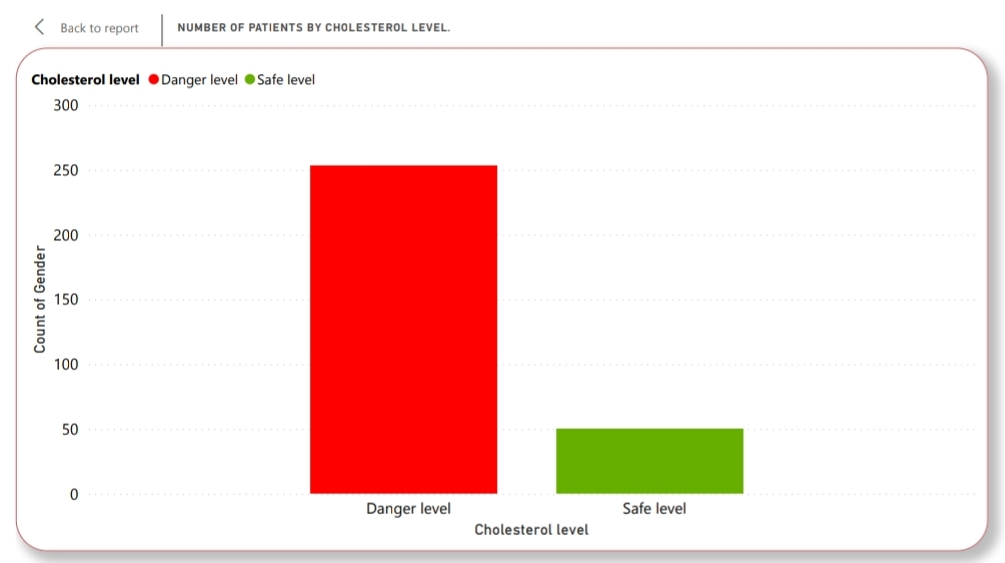 Back to report
NUMBER OF PATIENTS BY CHOLESTEROL LEVEL.
Cholesterol level Danger level Safe level
300
250
200
150
100
50
0
Count of Gender
Danger level Safe level
Cholesterol level